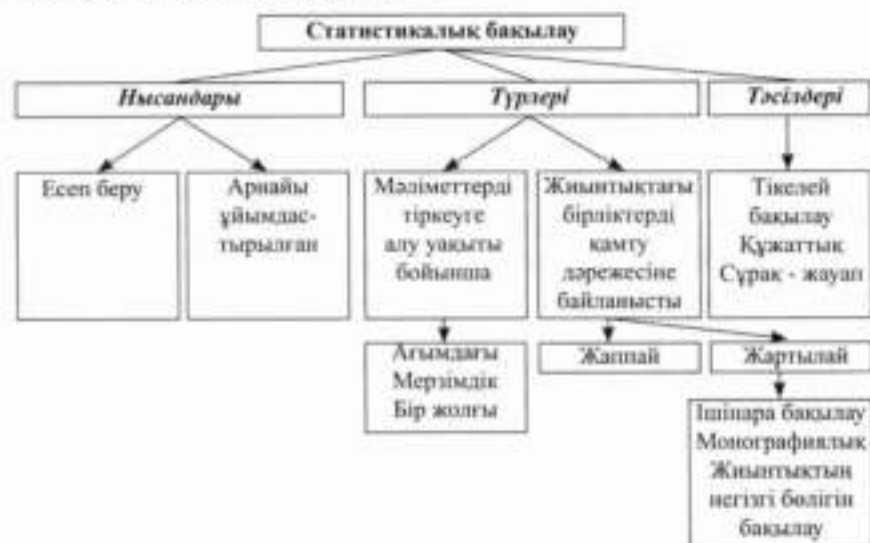 Статистикалық бақылау
Нысандары
Түрлері
Тәсілдері
Есеп беру
Арнайы
ұйымдас-
тырылған
Мәліметтерді
тіркеуге
алу уақыты
бойынша
Жиынтықтағы
бірліктерді
қамту
дәрежесіне
байланысты
Тікелей
бақылау
Құжаттық
Сұрақ - жауап
Ағымдағы
Мерзімдік
Бір жолғы
Жаппай
Жартылай
Ішінара бақылау
Монографиялық
Жиынтықтың
негізгі бөлігін
бақылау